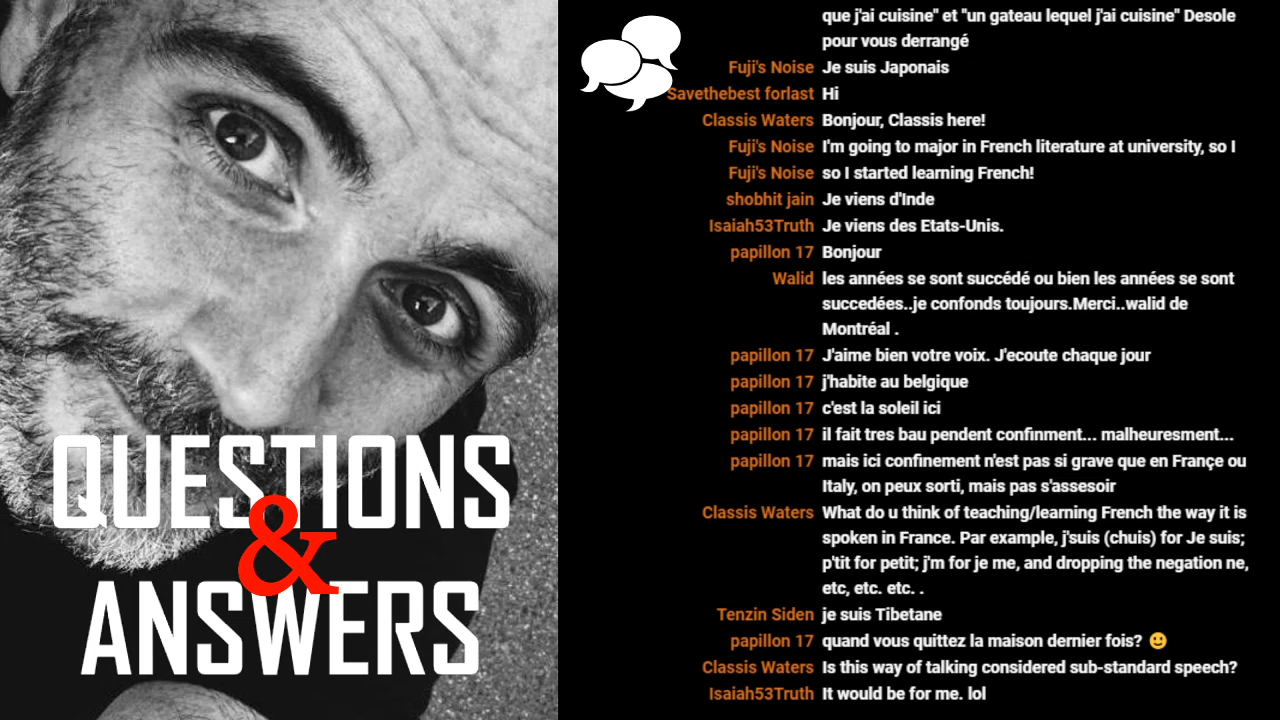 QUESTIONS
&
ANSWERS
que j'ai cuisine" et "un gateau lequel j'ai cuisine" Desole
pour vous derrangé
Fuji's Noise Je suis Japonais
Savethebest forlast Hi
Classis Waters Bonjour, Classis here!
Fuji's Noise I'm going to major in French literature at university, so I
Fuji's Noise so I started learning French!
shobhit jain Je viens d'Inde
Isaiah53Truth Je viens des Etats-Unis.
papillon 17 Bonjour
Walid les années se sont succédé ou bien les années se sont
succedées..je confonds toujours.Merci..walid de
Montréal .
papillon 17 J'aime bien votre voix. J'ecoute chaque jour
papillon 17 j'habite au belgique
papillon 17 c'est la soleil ici
papillon 17 il fait tres bau pendent confinment... malheuresment...
papillon 17 mais ici confinement n'est pas si grave que en Françe ou
Italy, on peux sorti, mais pas s'assesoir
Classis Waters What do u think of teaching/learning French the way it is
spoken in France. Par example, j'suis (chuis) for Je suis;
p'tit for petit; j'm for je me, and dropping the negation ne,
etc, etc. etc. .
Tenzin Siden je suis Tibetane
papillon 17 quand vous quittez la maison dernier fois? 🙂
Classis Waters Is this way of talking considered sub-standard speech?
Isaiah53Truth It would be for me. lol